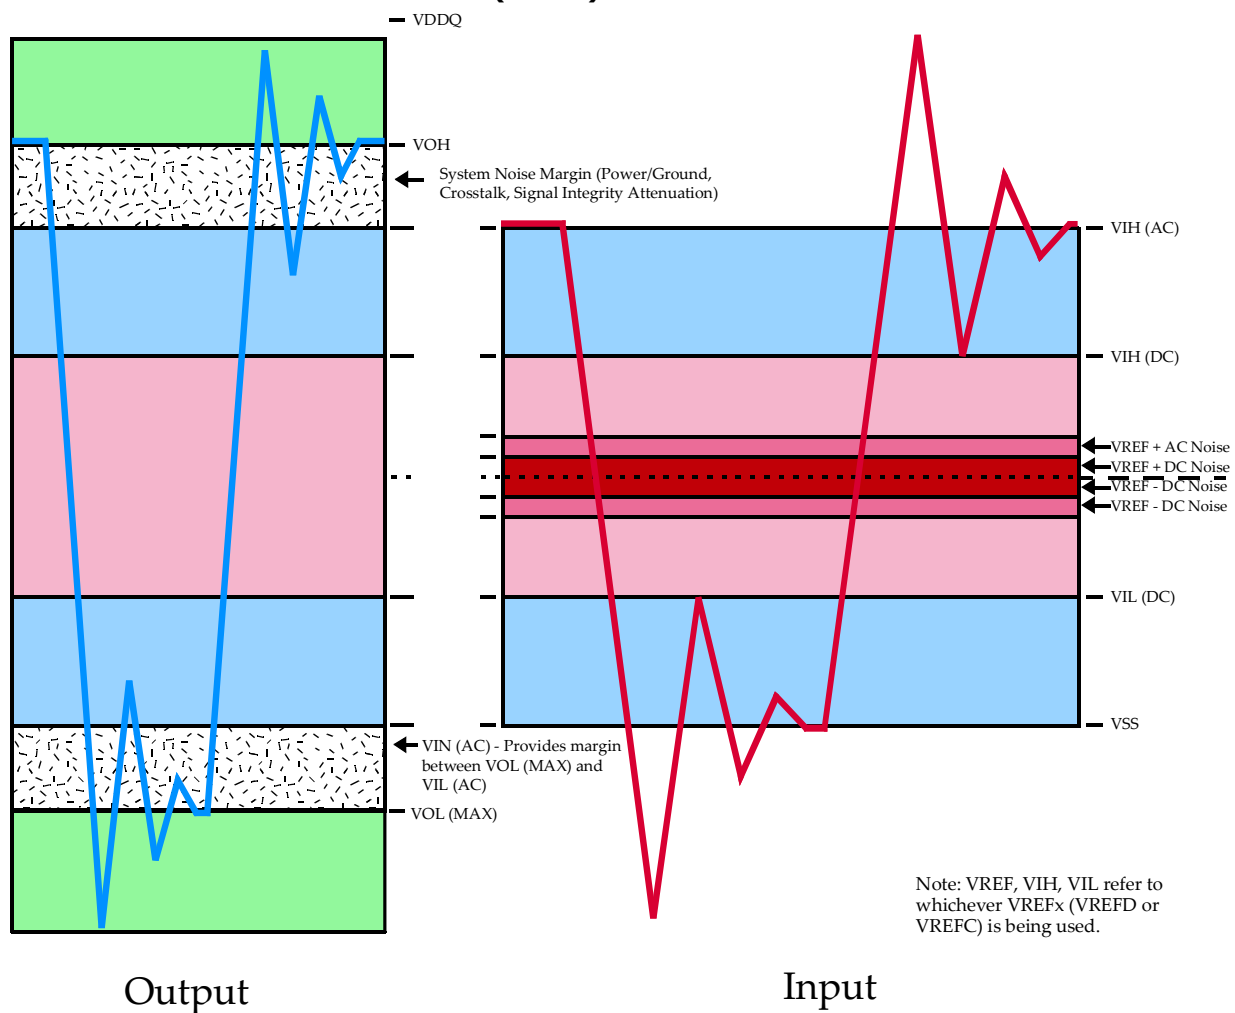 VDDQ
VOH
System Noise Margin (Power/Ground,
Crosstalk, Signal Integrity Attenuation)
VIH (AC)
VIH (DC)
VREF + AC Noise
VREF + DC Noise
VREF - DC Noise
VREF - DC Noise
VIL (DC)
VSS
VIN (AC) - Provides margin
between VOL (MAX) and
VIL (AC)
VOL (MAX)
Note: VREF, VIH, VIL refer to
whichever VREFx (VREFD or
VREFC) is being used.
Output
Input